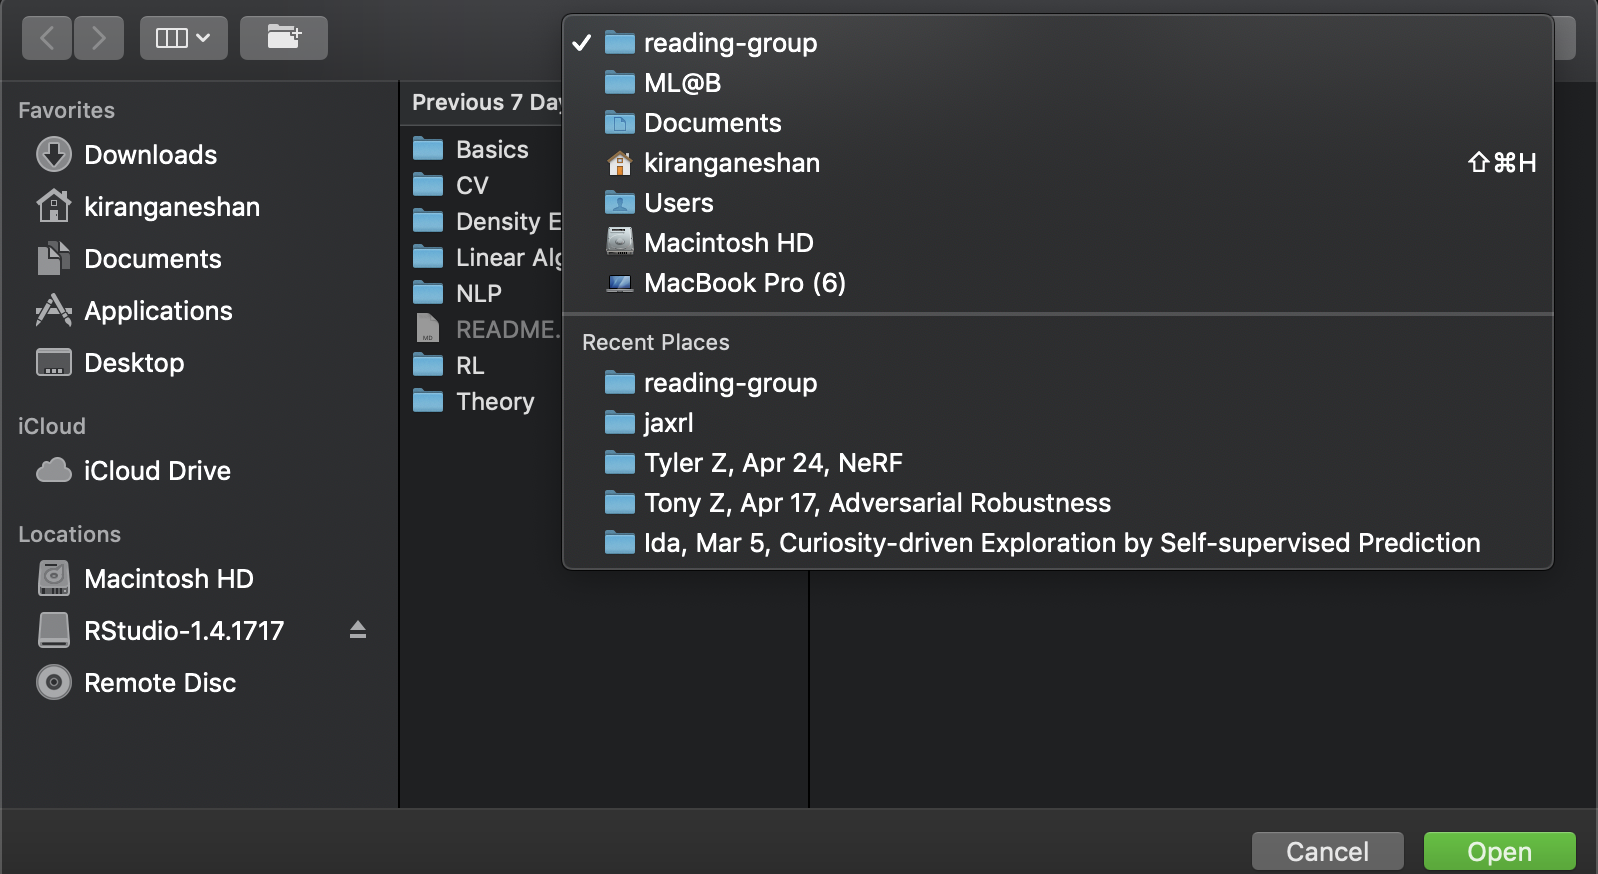 Favorites
Downloads
kiranganeshan
Documents
Applications
Desktop
iCloud
iCloud Drive
Locations
Macintosh HD
RStudio-1.4.1717
Remote Disc
Previous 7 Day
Basics
CV
Density E
Linear Alg
NLP
README.
RL
Theory
reading-group
ML@B
Documents
kiranganeshan ⇧⌘H
Users
Macintosh HD
MacBook Pro (6)
Recent Places
reading-group
jaxrl
Tyler Z, Apr 24, NeRF
Tony Z, Apr 17, Adversarial Robustness
Ida, Mar 5, Curiosity-driven Exploration by Self-supervised Prediction
Cancel
Open